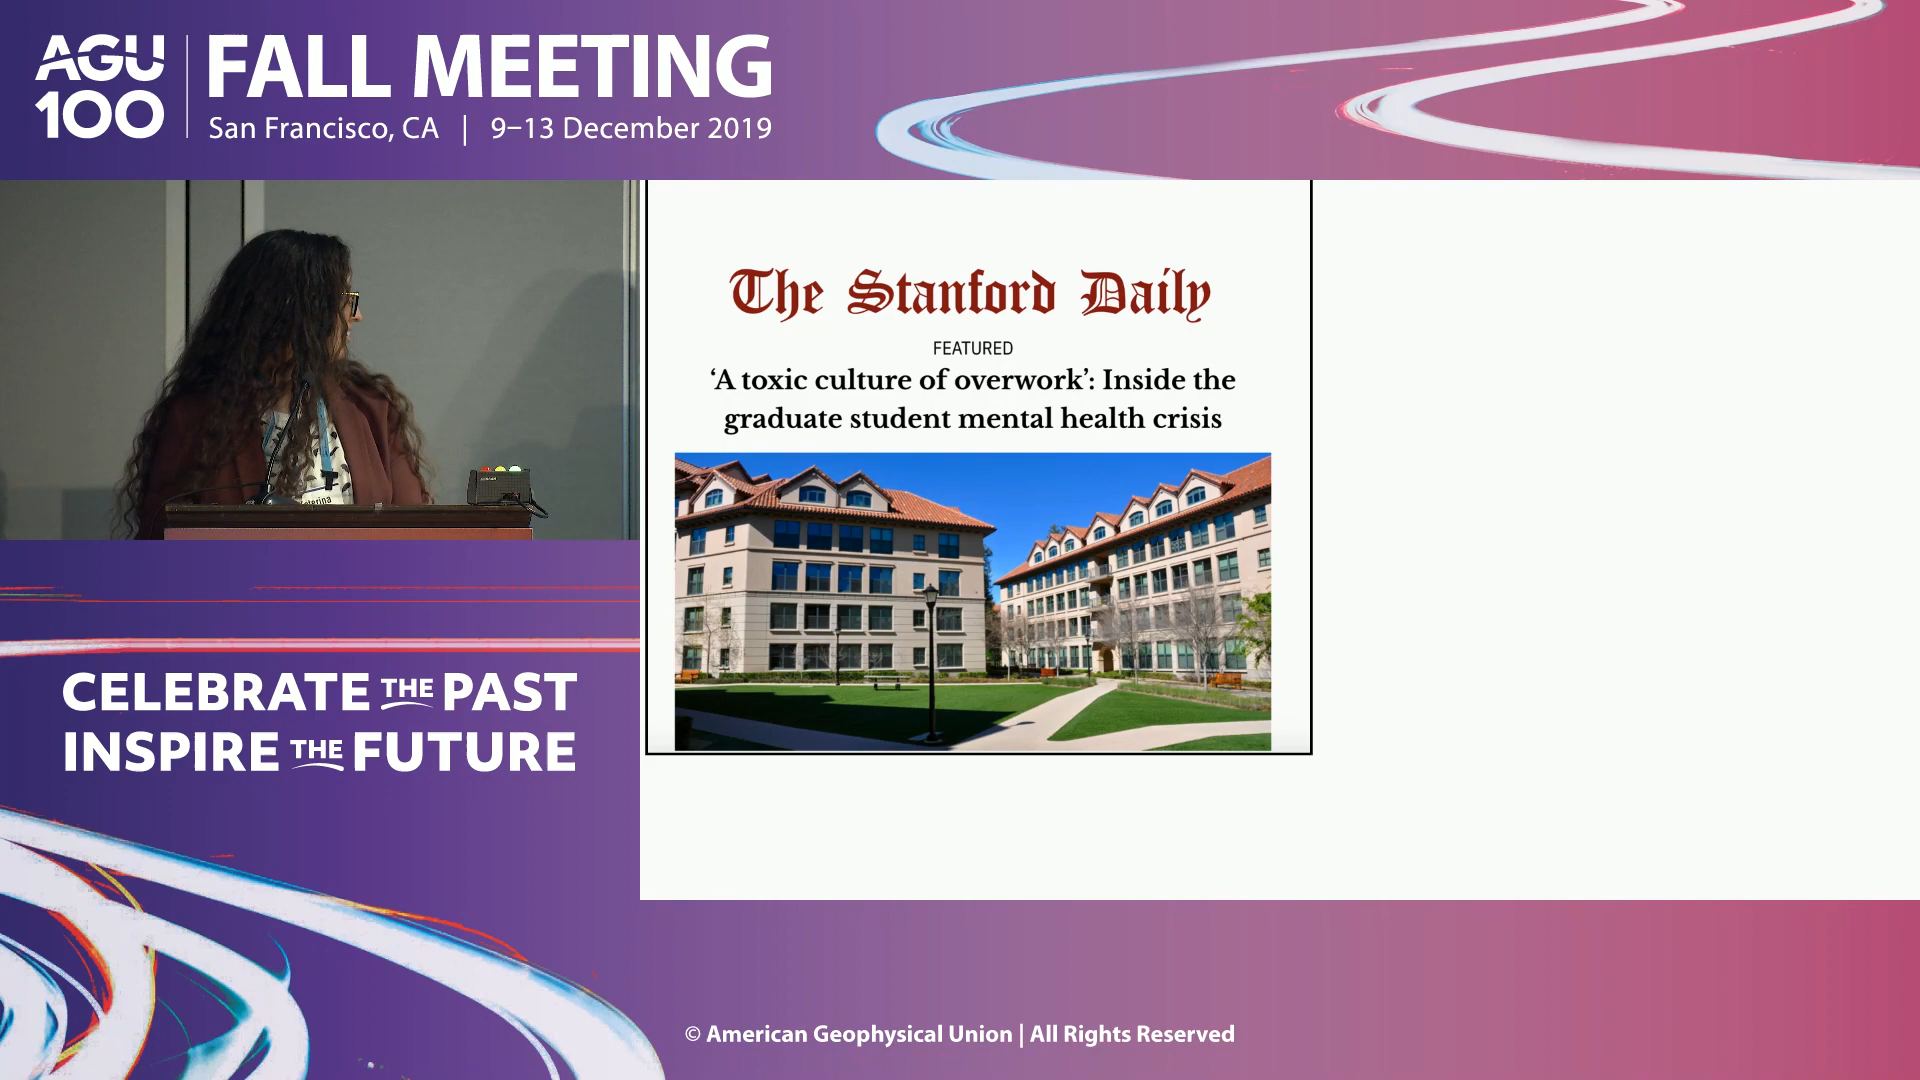 AGU
100
FALL MEETING
San Francisco, CA | 9–13 December 2019
The Stanford Daily
FEATURED
‘A toxic culture of overwork’: Inside the
graduate student mental health crisis
CELEBRATE THE PAST
INSPIRE THE FUTURE
© American Geophysical Union | All Rights Reserved